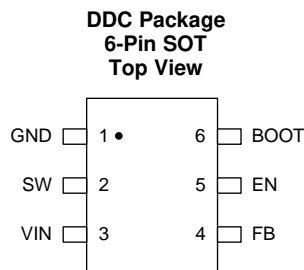 DDC Package
6-Pin SOT
Top View
GND 1 6 BOOT
SW 2 5 EN
VIN 3 4 FB